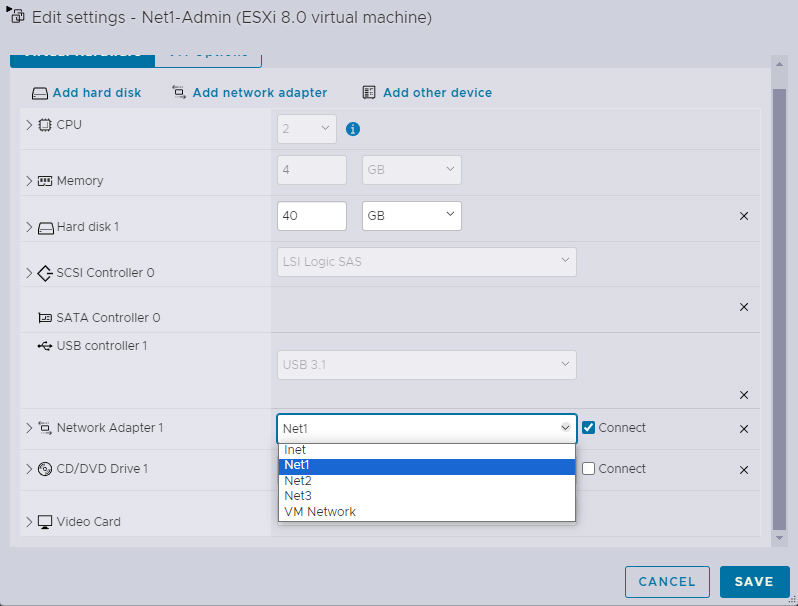 Edit settings - Net1-Admin (ESXi 8.0 virtual machine)
Add hard disk Add network adapter Add other device
CPU 2
Memory 4 GB
Hard disk 1 40 GB
SCSI Controller 0 LSI Logic SAS
SATA Controller 0
USB controller 1
USB 3.1
Network Adapter 1 Net1 Connect
Inet
Net1
CD/DVD Drive 1 Connect
Net2
Net3
VM Network
Video Card
CANCEL SAVE